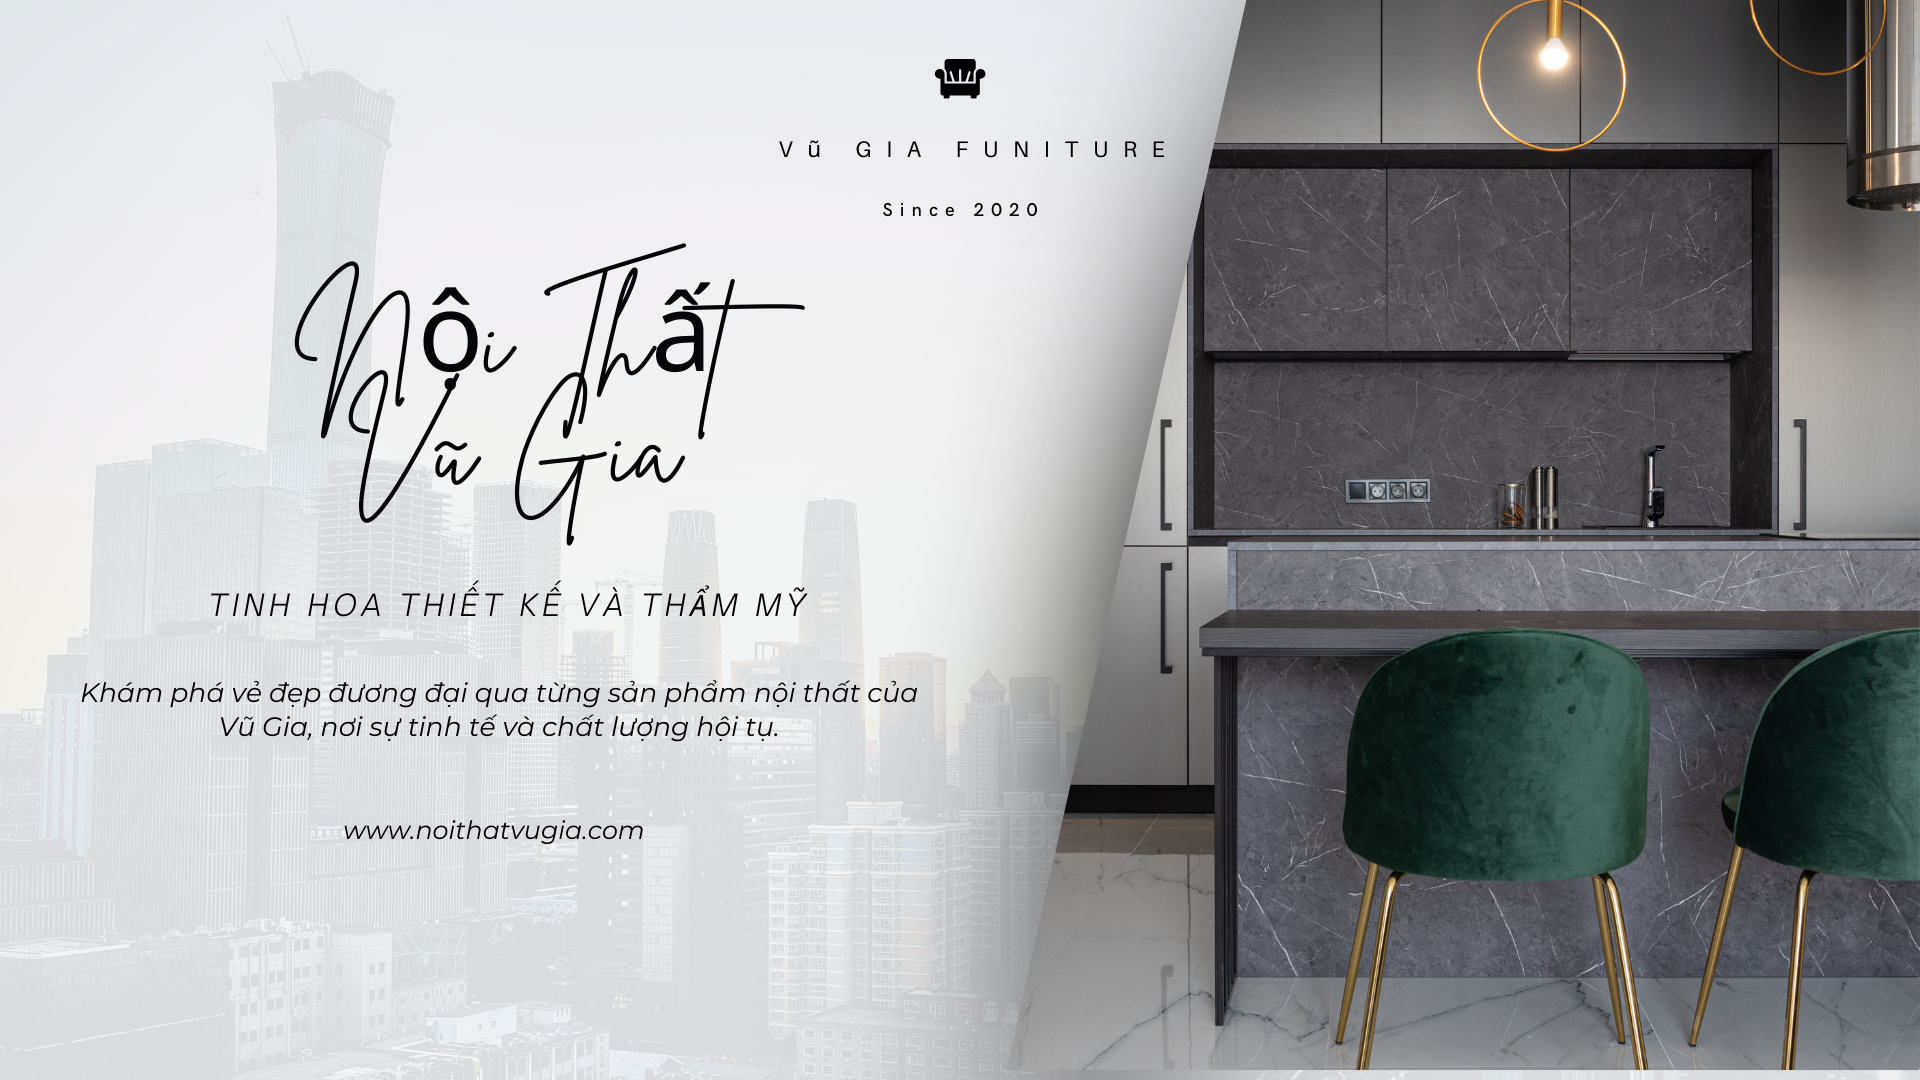 Vũ GIA FUNITURE
Since 2020
Nội Thất
Vũ Gia
TINH HOA THIẾT KẾ VÀ THẨM MỸ
Khám phá vẻ đẹp đương đại qua từng sản phẩm nội thất của
Vũ Gia, nơi sự tinh tế và chất lượng hội tụ.
www.noithatvugia.com